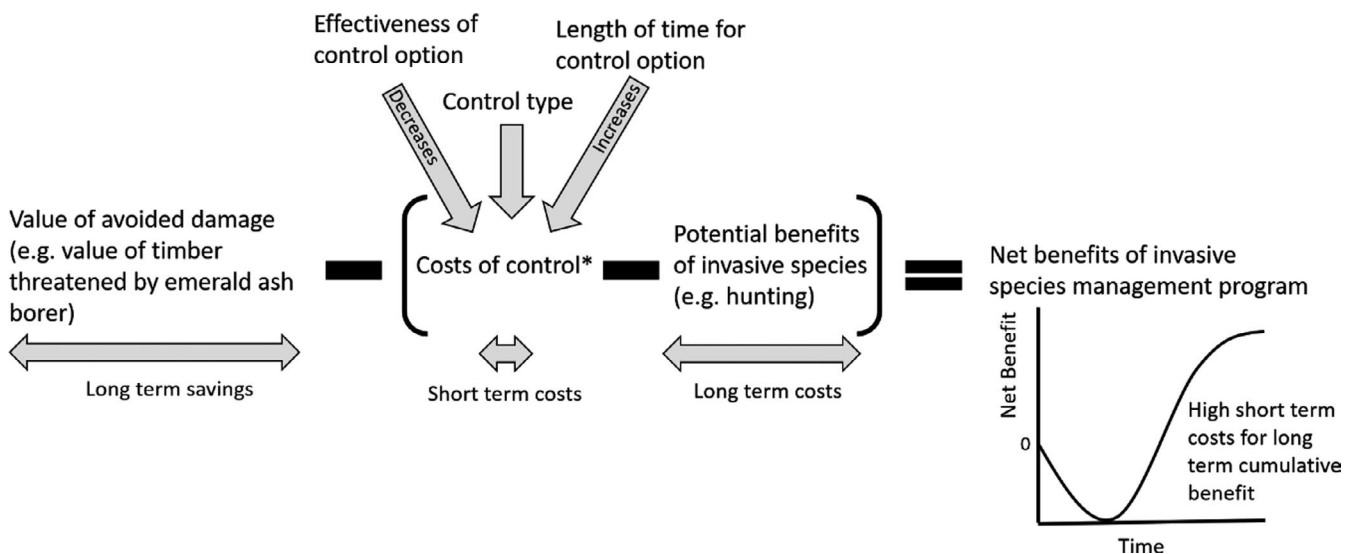 Effectiveness of
control option
Length of time for
control option
Control type
Decreases
Increases
Value of avoided damage
(e.g. value of timber
threatened by emerald ash
borer)
Costs of control*
Potential benefits
of invasive species
(e.g. hunting)
Net benefits of invasive
species management program
Long term savings
Short term costs
Long term costs
Net Benefit
0
High short term
costs for long
term cumulative
benefit
Time